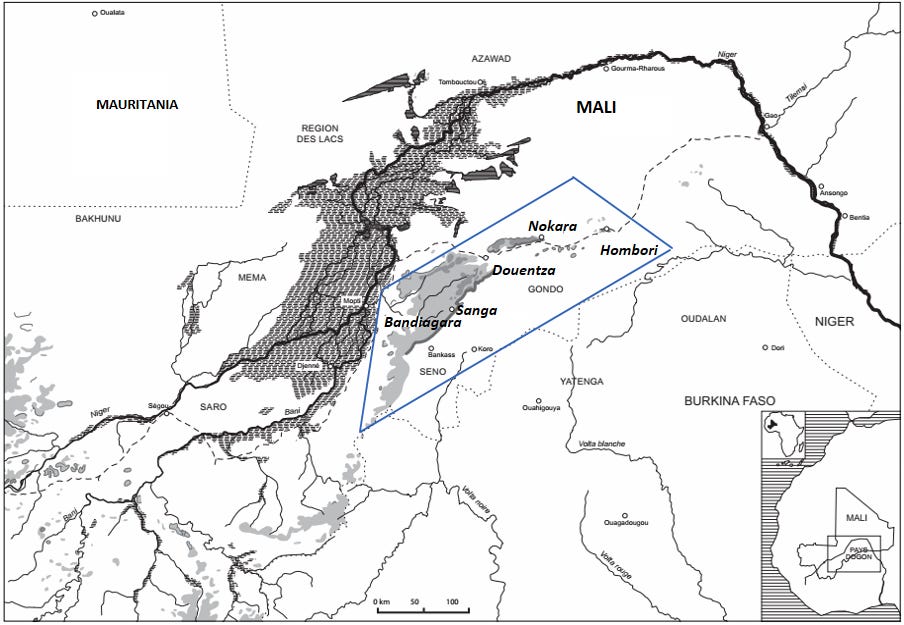 Oualata
AZAWAD
Niger
Tombouctou
Gourma-Rharous
Tilemsi
MAURITANIA
MALI
Gao
REGION
DES LACS
Ansongo
BAKHUNU
Bentia
Nokara
Hombori
MEMA
Douentza
GONDO
Mopti
Sanga
Bandiagara
OUDALAN
NIGER
Bankass
Koro
Dori
Djenné
SENO
YATENGA
Niger
Ségou
SARO
Bani
Ouahigouya
BURKINA FASO
Volta blanche
Volta noire
Bani
Ouagadougou
Volta rouge
MALI
PAYS
DOGON
0 km 50 100